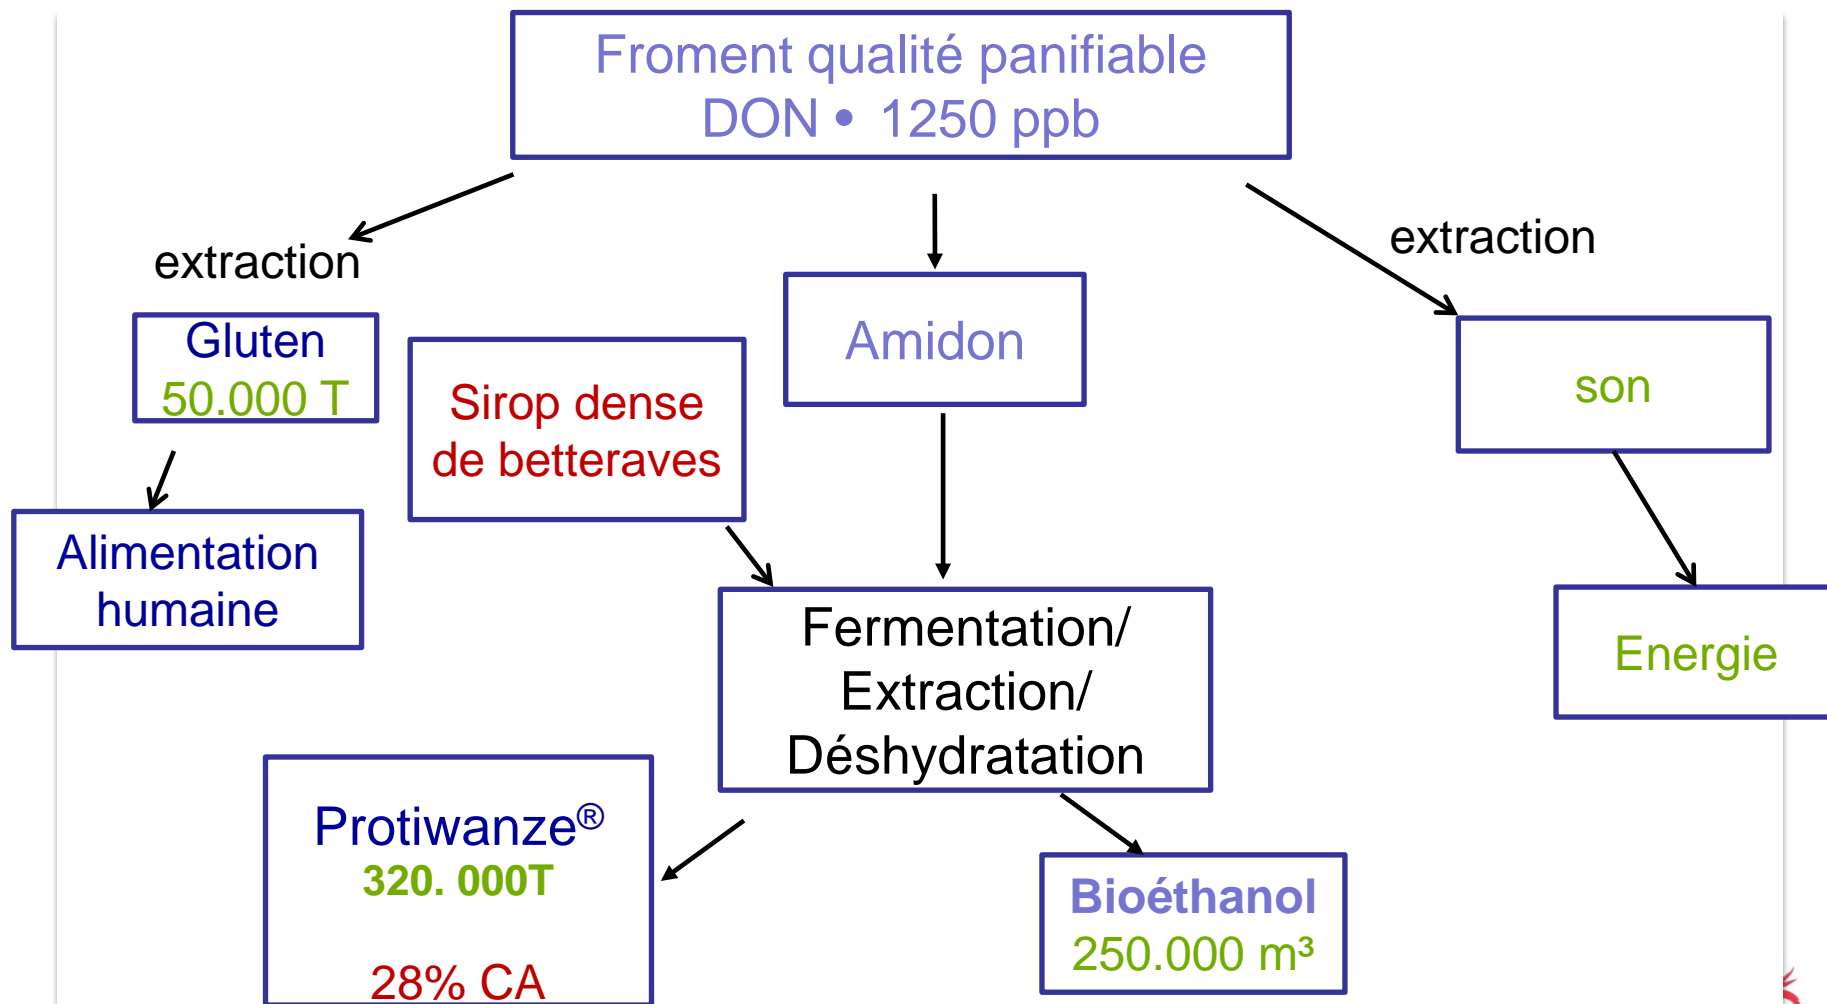 Froment qualité panifiable
DON • 1250 ppb
extraction
extraction
Gluten
50.000 T
Sirop dense
de betteraves
Amidon
son
Alimentation
humaine
Fermentation/
Extraction/
Déshydratation
Energie
Protiwanze®
320. 000T
28% CA
Bioéthanol
250.000 m³